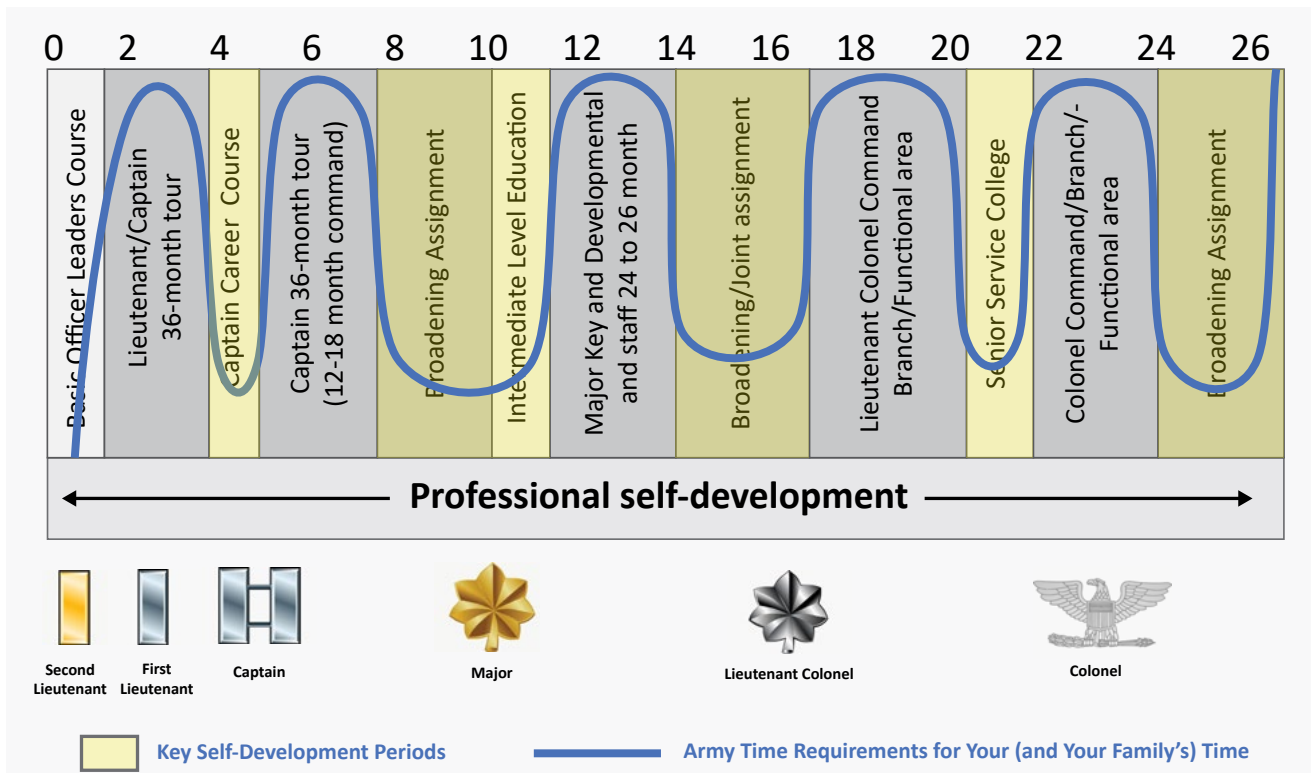 0 2 4 6 8 10 12 14 16 18 20 22 24 26
Basic Officer Leaders Course
Lieutenant/Captain
36-month tour
Captain Career Course
Captain 36-month tour
(12-18 month command)
Broadening Assignment
Intermediate Level Education
Major Key and Developmental
and staff 24 to 26 month
Broadening/Joint assignment
Lieutenant Colonel Command
Branch/Functional area
Senior Service College
Colonel Command/Branch/-
Functional area
Broadening Assignment
Professional self-development
Second
Lieutenant
First
Lieutenant
Captain
Major
Lieutenant Colonel
Colonel
Key Self-Development Periods
Army Time Requirements for Your (and Your Family's) Time